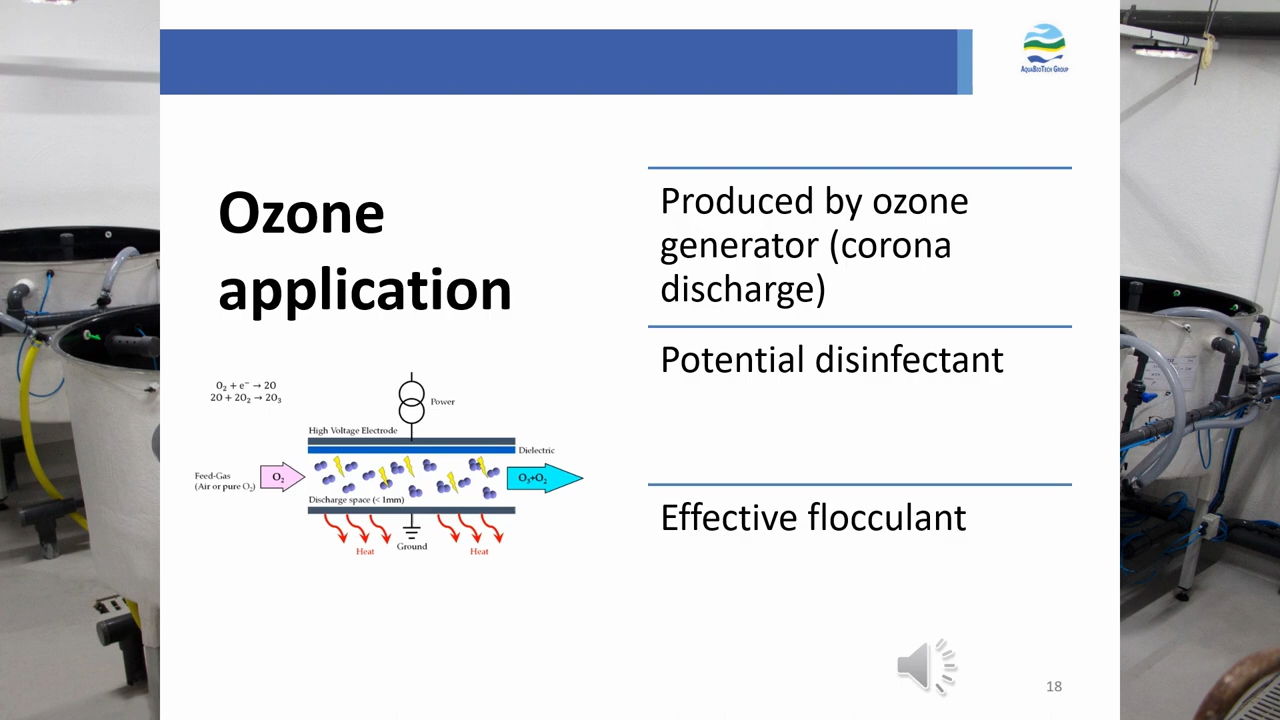 AQUABIOTECH GROUP
Ozone
application
Produced by ozone
generator (corona
discharge)
Potential disinfectant
Effective flocculant
O₂ + e⁻ → 2O
2O + 2O₂ → 2O₃
Power
High Voltage Electrode
Dielectric
Feed-Gas
(Air or pure O₂)
O₂
O₃+O₂
Discharge space (< 1mm)
Heat
Ground
Heat
18